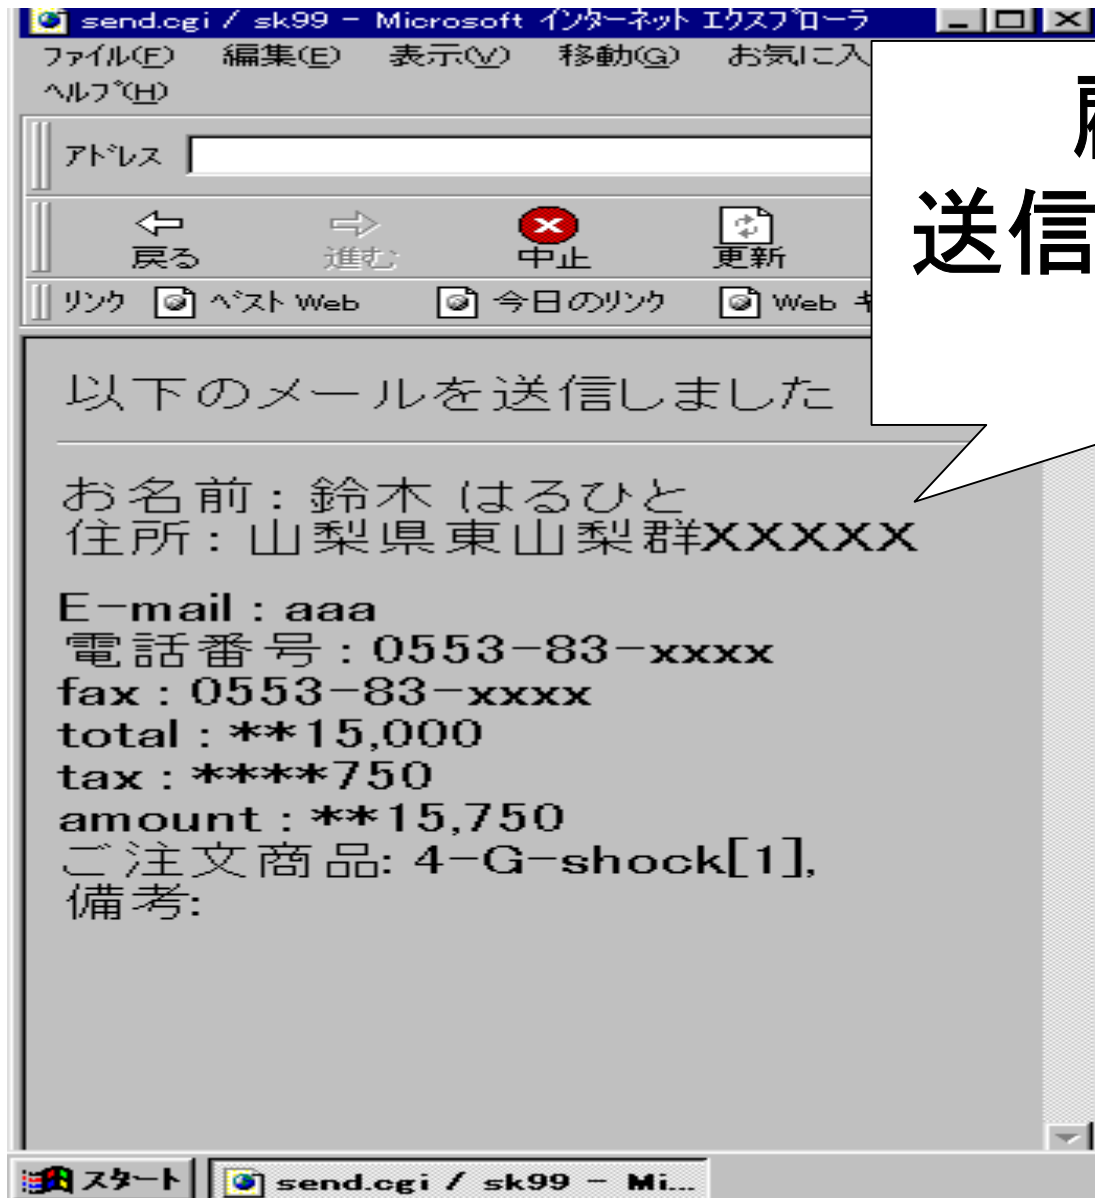 send.cgi / sk99 - Microsoft インターネット エクスプローラ
ファイル(F) 編集(E) 表示(V) 移動(G) お気に入
ヘルプ(H)
アドレス
戻る 進む 中止 更新
リンク ベスト Web 今日のリンク Web
送信
以下のメールを送信しました
お名前 : 鈴木 はるひと
住所 : 山梨県東山梨群XXXXX
E-mail : aaa
電話番号 : 0553-83-xxxx
fax : 0553-83-xxxx
total : **15,000
tax : ****750
amount : **15,750
ご注文商品: 4-G-shock[1],
備考:
スタート send.cgi / sk99 - Mi...